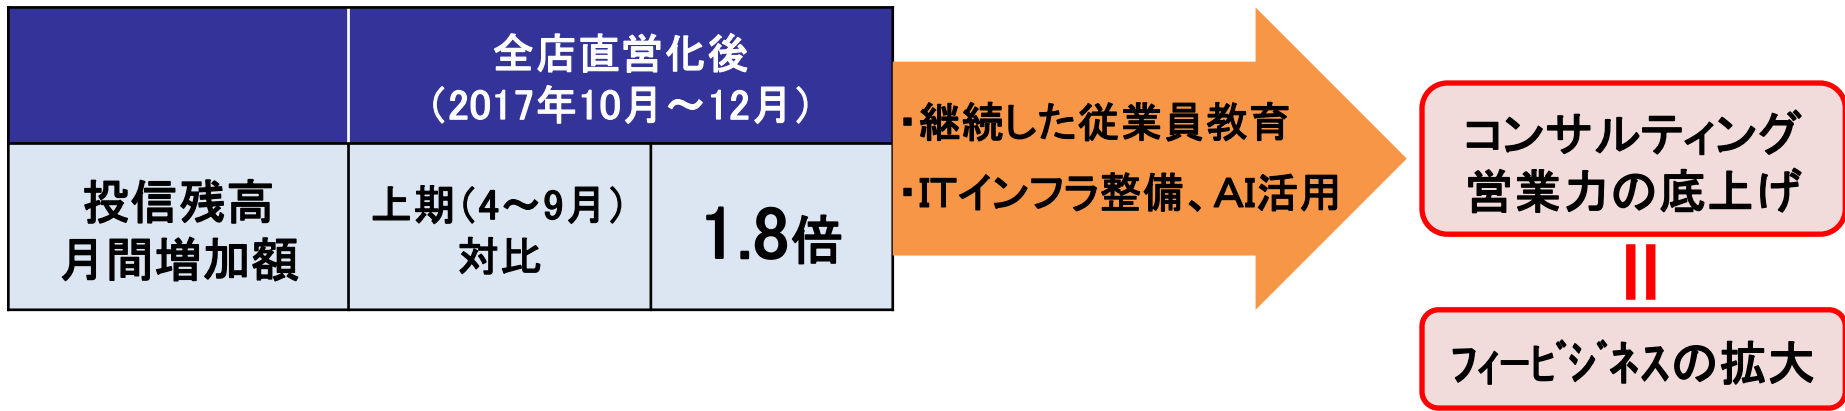 全店直営化後
（2017年10月～12月）
投信残高
月間増加額
上期（4～9月）
対比
1.8倍
・継続した従業員教育
・ITインフラ整備、AI活用
コンサルティング
営業力の底上げ
||
フィービジネスの拡大